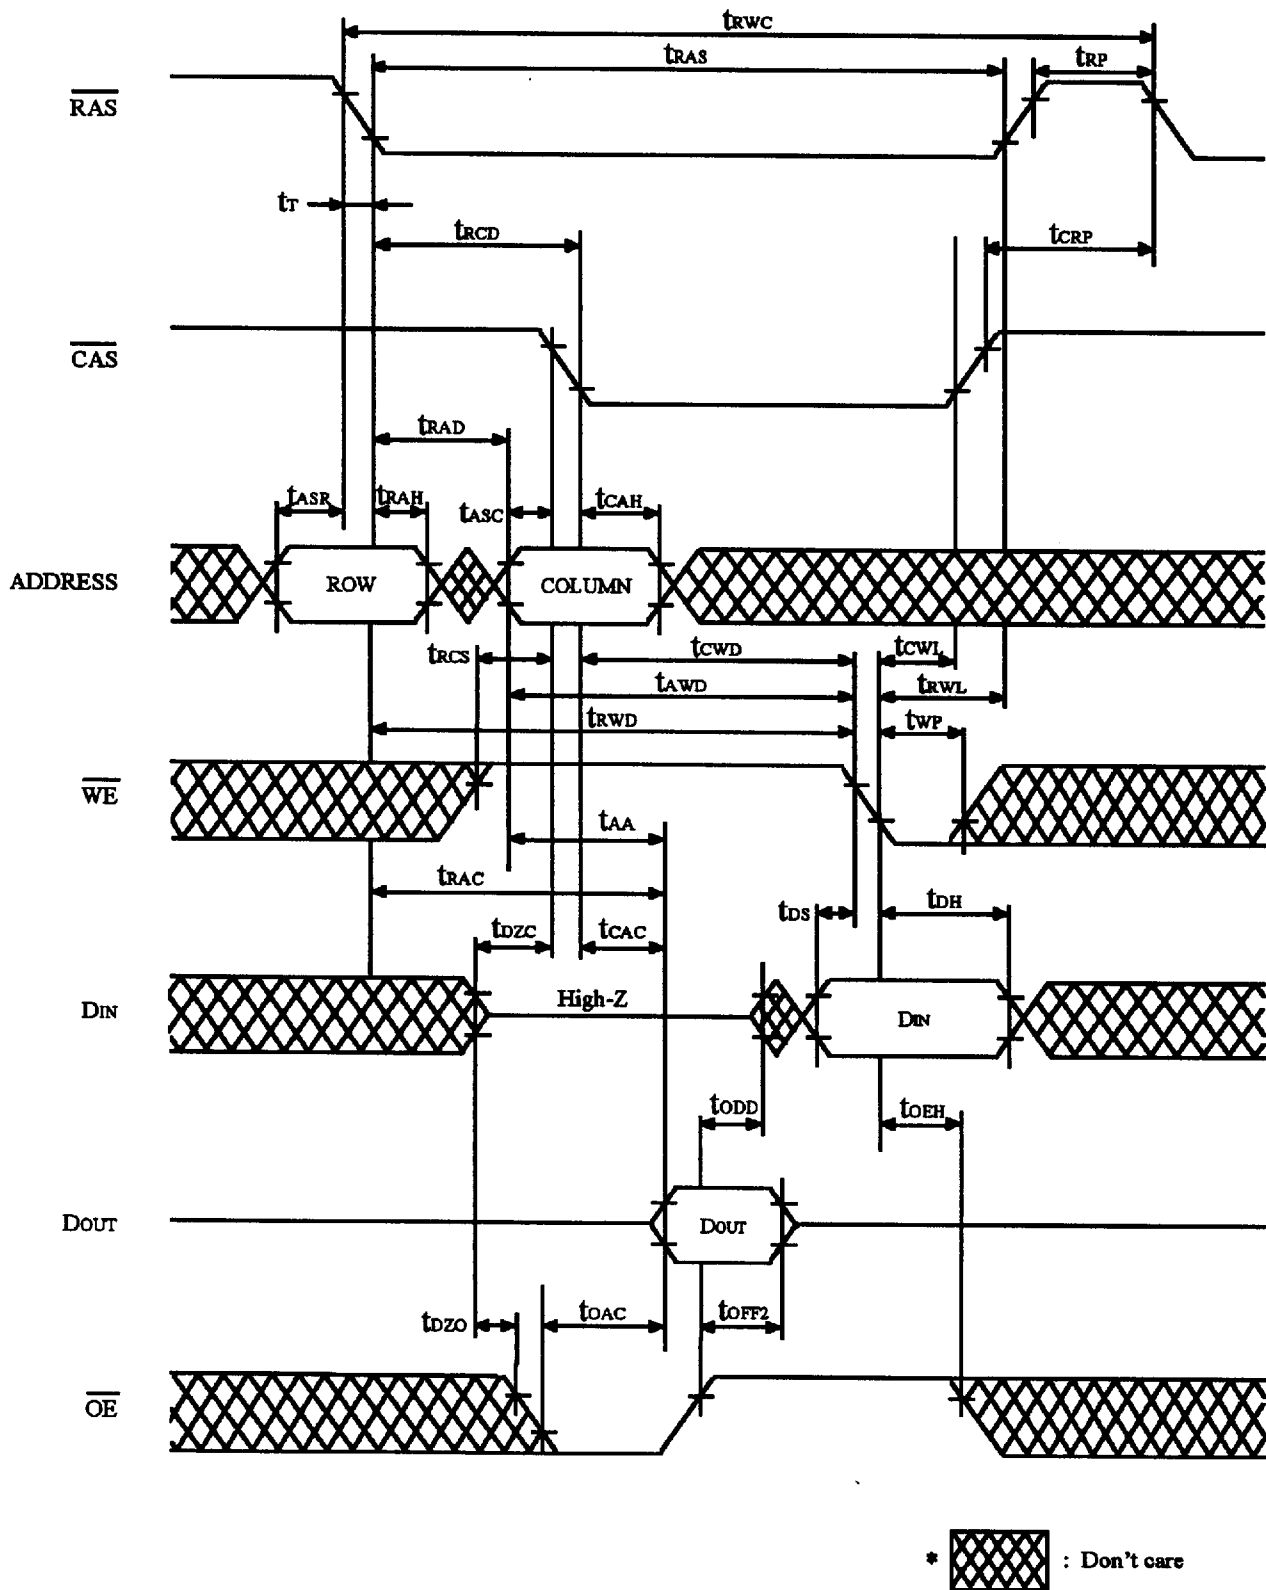 tRWC
tRAS
tRP
RAS
tT
tRCD
tCRP
CAS
tRAD
tASR
tRAH
tASC
tCAH
ADDRESS
ROW
COLUMN
tRCS
tCWD
tCWL
tAWD
tRWL
tRWD
tWP
WE
tAA
tRAC
tDS
tDH
tDZC
tCAC
DIN
High-Z
DIN
tODD
tOEH
DOUT
DOUT
tDZO
tOAC
tOFF2
OE
* : Don't care